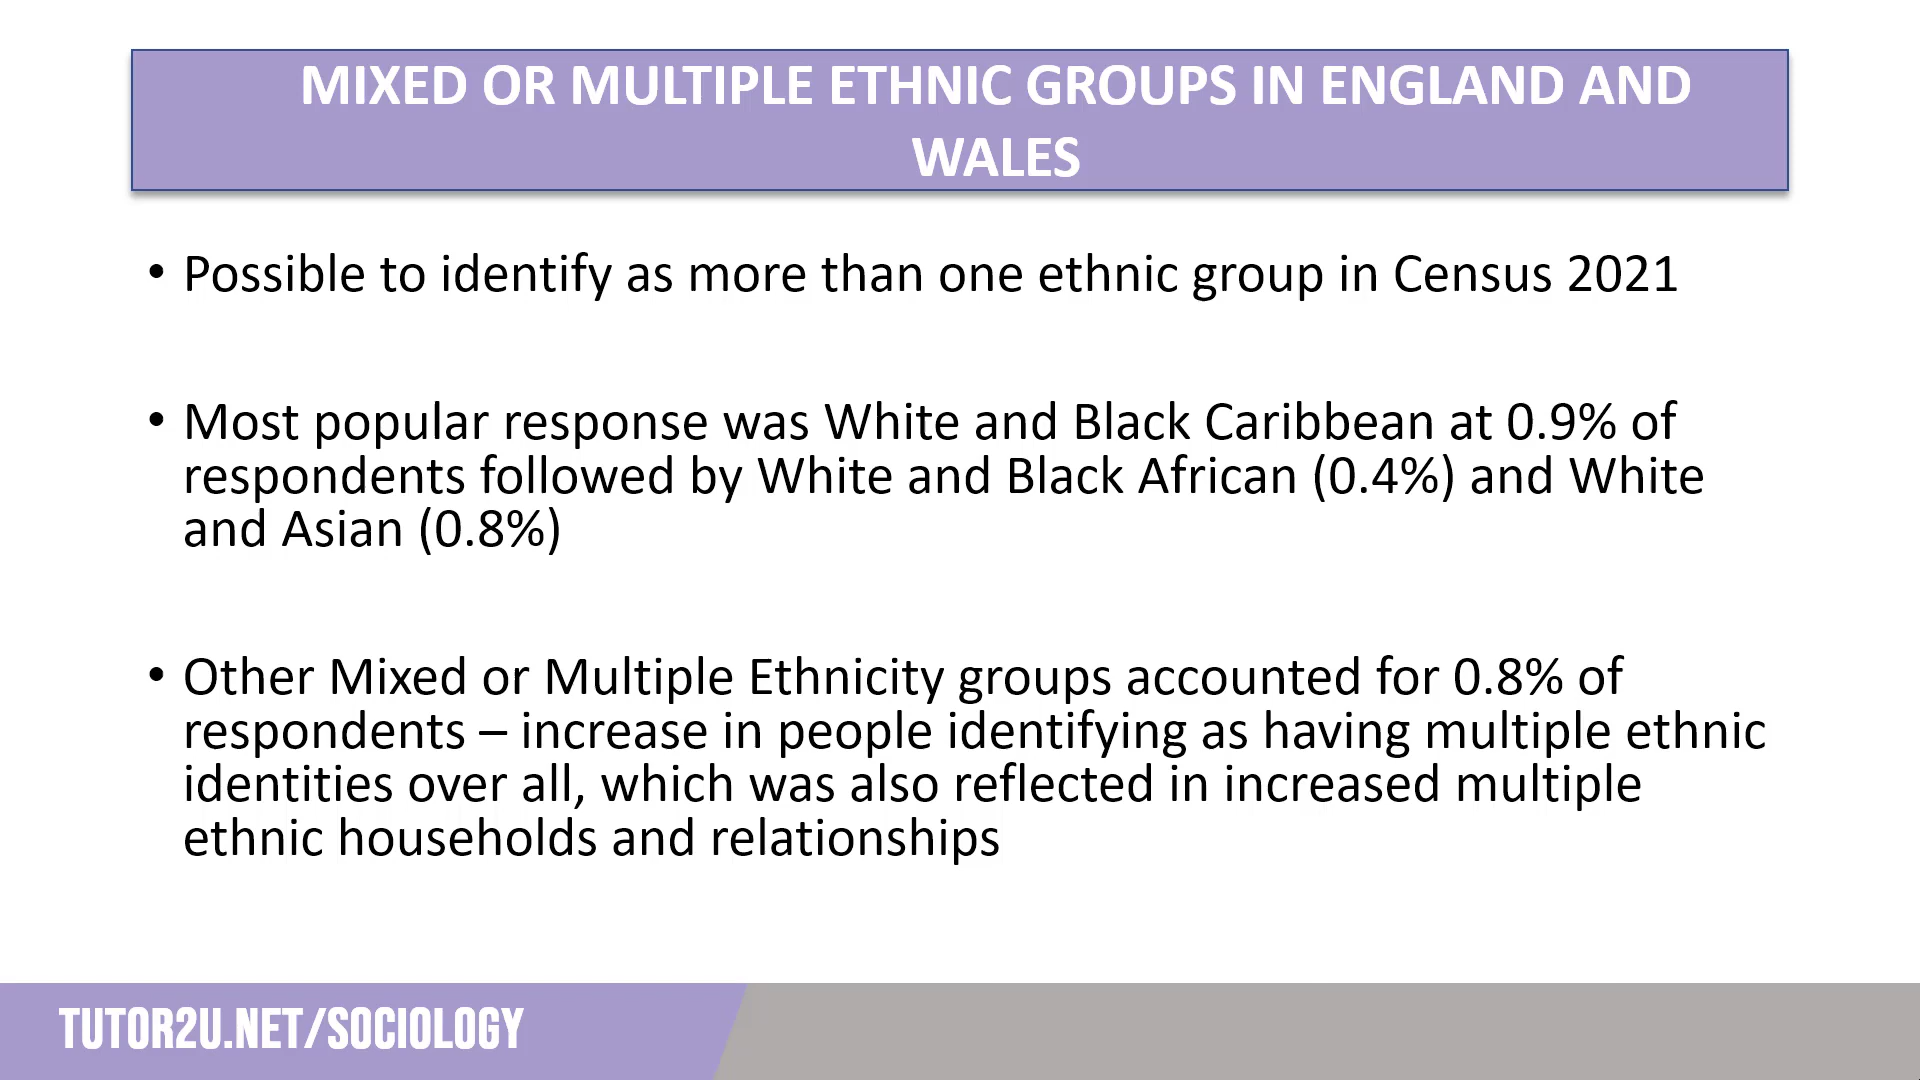 MIXED OR MULTIPLE ETHNIC GROUPS IN ENGLAND AND
WALES
• Possible to identify as more than one ethnic group in Census 2021
• Most popular response was White and Black Caribbean at 0.9% of
respondents followed by White and Black African (0.4%) and White
and Asian (0.8%)
• Other Mixed or Multiple Ethnicity groups accounted for 0.8% of
respondents – increase in people identifying as having multiple ethnic
identities over all, which was also reflected in increased multiple
ethnic households and relationships
TUTOR2U.NET/SOCIOLOGY